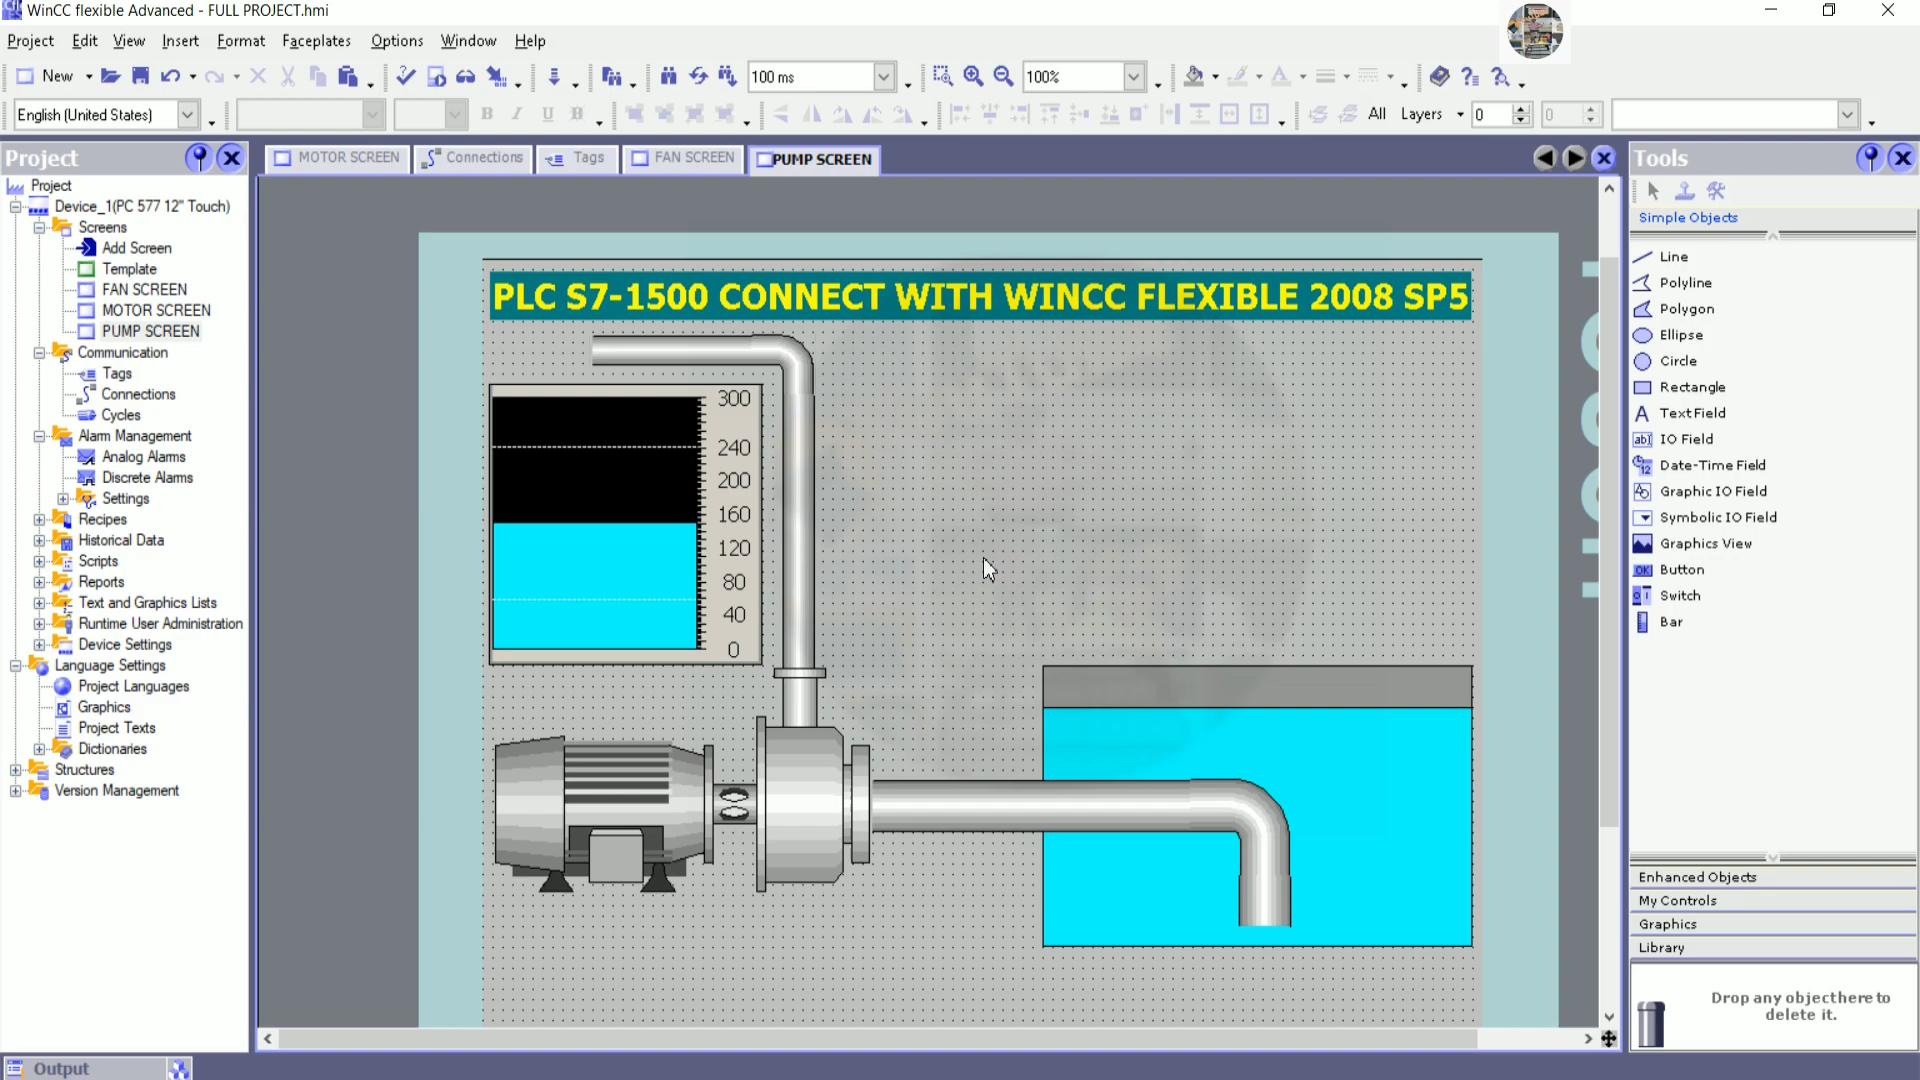 WinCC flexible Advanced - FULL PROJECT.hmi
Project Edit View Insert Format Faceplates Options Window Help
New 100 ms 100%
English (United States) B I U B All Layers 0 0
Project
MOTOR SCREEN Connections Tags FAN SCREEN PUMP SCREEN
Tools
Project
Device_1(PC 577 12" Touch)
Screens
Add Screen
Template
FAN SCREEN
MOTOR SCREEN
PUMP SCREEN
Communication
Tags
Connections
Cycles
Alarm Management
Analog Alarms
Discrete Alarms
Settings
Recipes
Historical Data
Scripts
Reports
Text and Graphics Lists
Runtime User Administration
Device Settings
Language Settings
Project Languages
Graphics
Project Texts
Dictionaries
Structures
Version Management
Output
PLC S7-1500 CONNECT WITH WINCC FLEXIBLE 2008 SP5
300
240
200
160
120
80
40
0
Simple Objects
Line
Polyline
Polygon
Ellipse
Circle
Rectangle
TextField
IO Field
Date-Time Field
Graphic IO Field
Symbolic IO Field
Graphics View
Button
Switch
Bar
Enhanced Objects
My Controls
Graphics
Library
Drop any objecthere to
delete it.